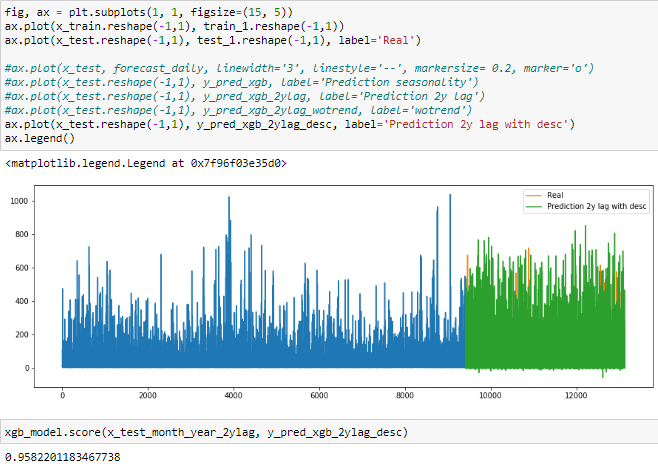 fig, ax = plt.subplots(1, 1, figsize=(15, 5))
ax.plot(x_train.reshape(-1,1), train_1.reshape(-1,1))
ax.plot(x_test.reshape(-1,1), test_1.reshape(-1,1), label='Real')
#ax.plot(x_test, forecast_daily, linewidth='3', linestyle='--', markersize= 0.2, marker='o')
#ax.plot(x_test.reshape(-1,1), y_pred_xgb, label='Prediction seasonality')
#ax.plot(x_test.reshape(-1,1), y_pred_xgb_2ylag, label='Prediction 2y lag')
#ax.plot(x_test.reshape(-1,1), y_pred_xgb_2ylag_wotrend, label='wotrend')
ax.plot(x_test.reshape(-1,1), y_pred_xgb_2ylag_desc, label='Prediction 2y lag with desc')
ax.legend()
<matplotlib.legend.Legend at 0x7f96f03e35d0>
Real
Prediction 2y lag with desc
1000
800
600
400
200
0
0 2000 4000 6000 8000 10000 12000
xgb_model.score(x_test_month_year_2ylag, y_pred_xgb_2ylag_desc)
0.9582201183467738